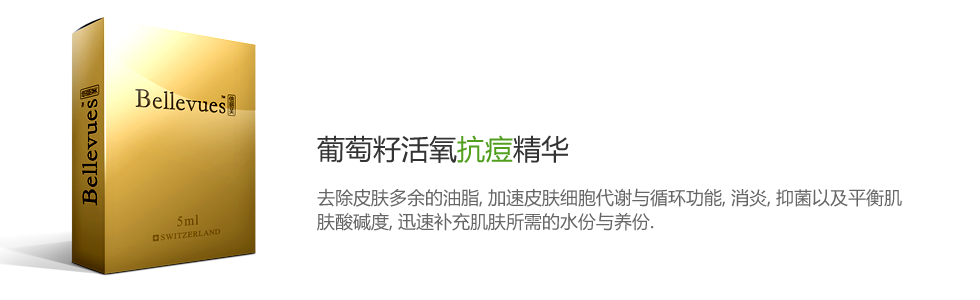 Bellevues
Bellevues™
5ml
SWITZERLAND
葡萄籽活氧抗痘精华
去除皮肤多余的油脂, 加速皮肤细胞代谢与循环功能, 消炎, 抑菌以及平衡肌
肤酸碱度, 迅速补充肌肤所需的水份与养份.